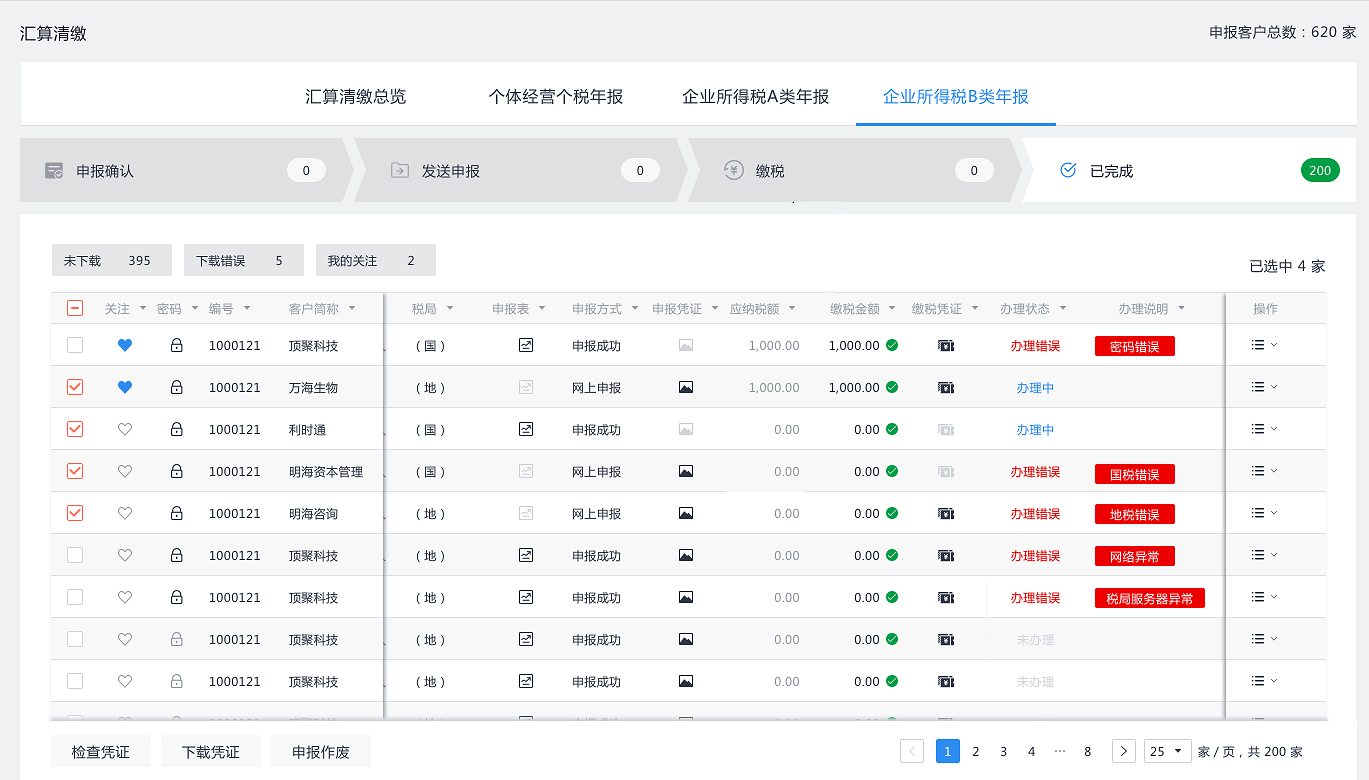 汇算清缴 申报客户总数：620 家
汇算清缴总览 个体经营个税年报 企业所得税A类年报 企业所得税B类年报
申报确认 0 发送申报 0 缴税 0 已完成 200
未下载 395 下载错误 5 我的关注 2 已选中 4 家
关注 密码 编号 客户简称 税局 申报表 申报方式 申报凭证 应纳税额 缴税金额 缴税凭证 办理状态 办理说明 操作
1000121 顶聚科技 （国） 申报成功 1,000.00 1,000.00 办理错误 密码错误
1000121 万海生物 （地） 网上申报 1,000.00 1,000.00 办理中
1000121 利时通 （国） 申报成功 0.00 0.00 办理中
1000121 明海资本管理 （国） 网上申报 0.00 0.00 办理错误 国税错误
1000121 明海咨询 （地） 网上申报 0.00 0.00 办理错误 地税错误
1000121 顶聚科技 （地） 申报成功 0.00 0.00 办理错误 网络异常
1000121 顶聚科技 （地） 申报成功 0.00 0.00 办理错误 税局服务器异常
1000121 顶聚科技 （地） 申报成功 0.00 0.00 未办理
1000121 顶聚科技 （地） 申报成功 0.00 0.00 未办理
检查凭证 下载凭证 申报作废 < 1 2 3 4 ··· 8 > 25 家 / 页，共 200 家